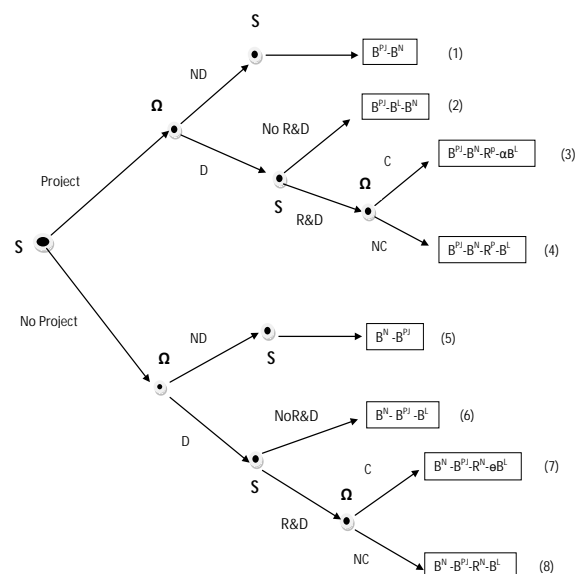 S
ND
B^PJ-B^N (1)
Ω
No R&D
B^PJ-B^L-B^N (2)
D
C
B^PJ-B^N-R^P-αB^L (3)
Project
Ω
S
R&D
NC
B^PJ-B^N-R^P-B^L (4)
S
No Project
ND
B^N -B^PJ (5)
S
Ω
NoR&D
B^N- B^PJ -B^L (6)
D
C
B^N -B^PJ-R^N-ɵB^L (7)
S
Ω
R&D
NC
B^N -B^PJ-R^N-B^L (8)